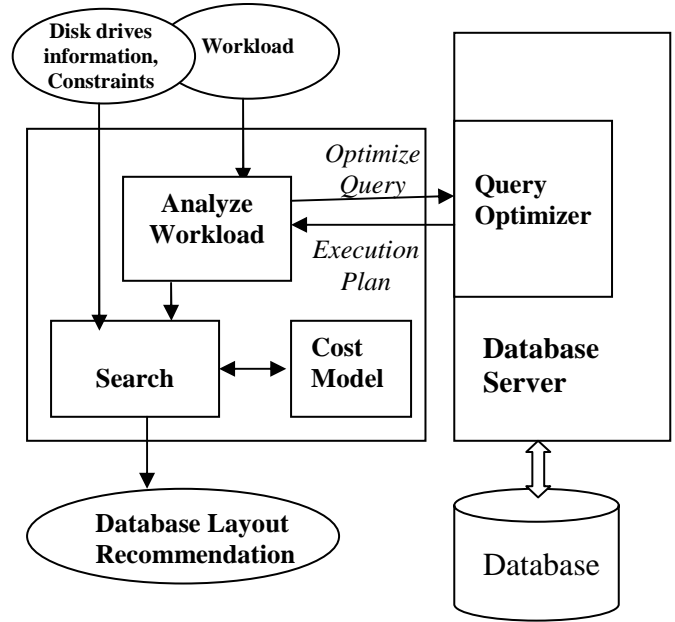 Disk drives
information,
Constraints
Workload
Optimize
Query
Analyze
Workload
Query
Optimizer
Execution
Plan
Search
Cost
Model
Database
Server
Database Layout
Recommendation
Database